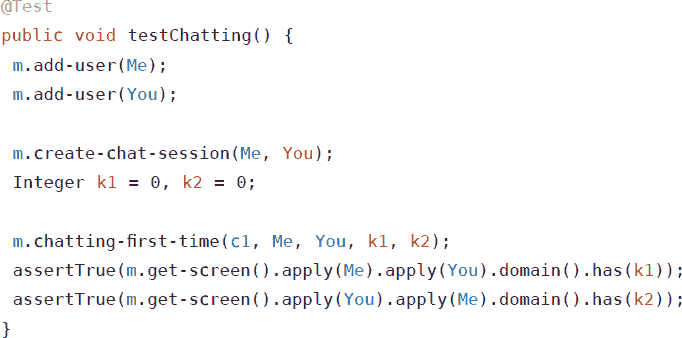 @Test
public void testChatting() {
m.add-user(Me);
m.add-user(You);
m.create-chat-session(Me, You);
Integer k1 = 0, k2 = 0;
m.chatting-first-time(c1, Me, You, k1, k2);
assertTrue(m.get-screen().apply(Me).apply(You).domain().has(k1));
assertTrue(m.get-screen().apply(You).apply(Me).domain().has(k2));
}